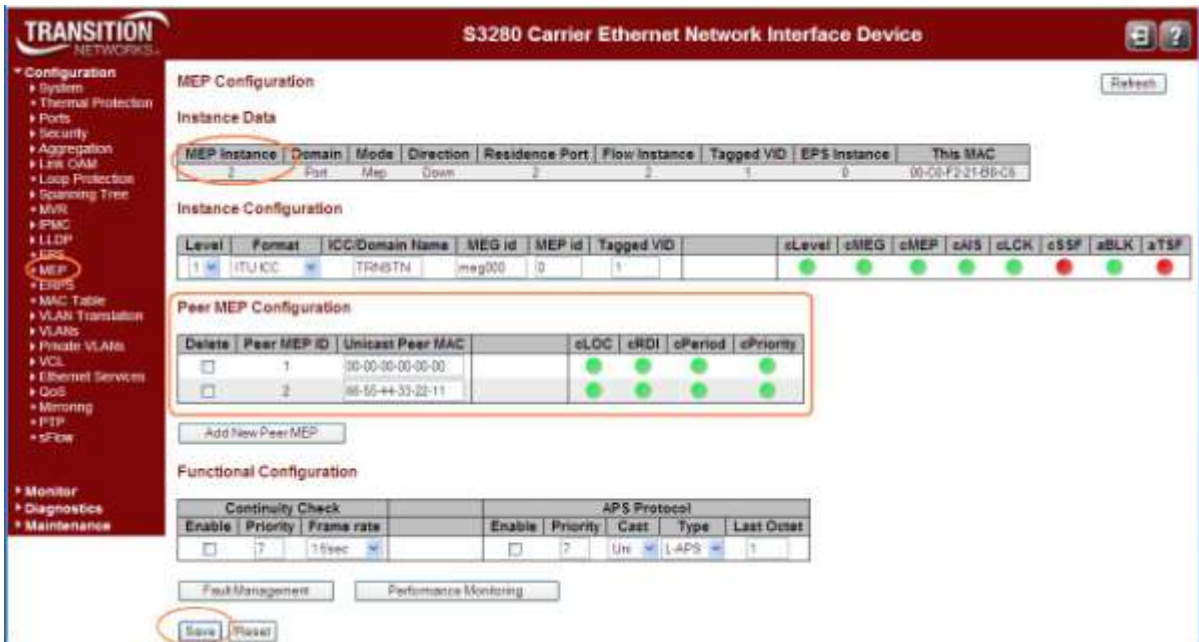 TRANSITION
NETWORKS
S3280 Carrier Ethernet Network Interface Device
?
Configuration
System
Thermal Protection
Ports
Security
Aggregation
Link OAM
Loop Protection
Spanning Tree
MVR
IPMC
LLDP
EPS
MEP
ERPS
MAC Table
VLAN Translation
VLANs
Private VLANs
VCL
Ethernet Services
QoS
Mirroring
PTP
sFlow
Monitor
Diagnostics
Maintenance
MEP Configuration
Refresh
Instance Data
MEP Instance Domain Mode Direction Residence Port Flow Instance Tagged VID EPS Instance This MAC
2 Port Mep Down 2 2 1 0 00-C0-F2-21-B8-C6
Instance Configuration
Level Format ICC/Domain Name MEG id MEP id Tagged VID cLevel cMEG cMEP cAIS cLCK cSSF aBLK aTSF
1 ITU ICC TRNSTN meg000 0 1
Peer MEP Configuration
Delete Peer MEP ID Unicast Peer MAC cLOC cRDI cPeriod cPriority
1 00-00-00-00-00-00
2 66-55-44-33-22-11
Add New Peer MEP
Functional Configuration
Continuity Check APS Protocol
Enable Priority Frame rate Enable Priority Cast Type Last Octet
7 7 Uni L-APS 1
Fault Management Performance Monitoring
Save Reset